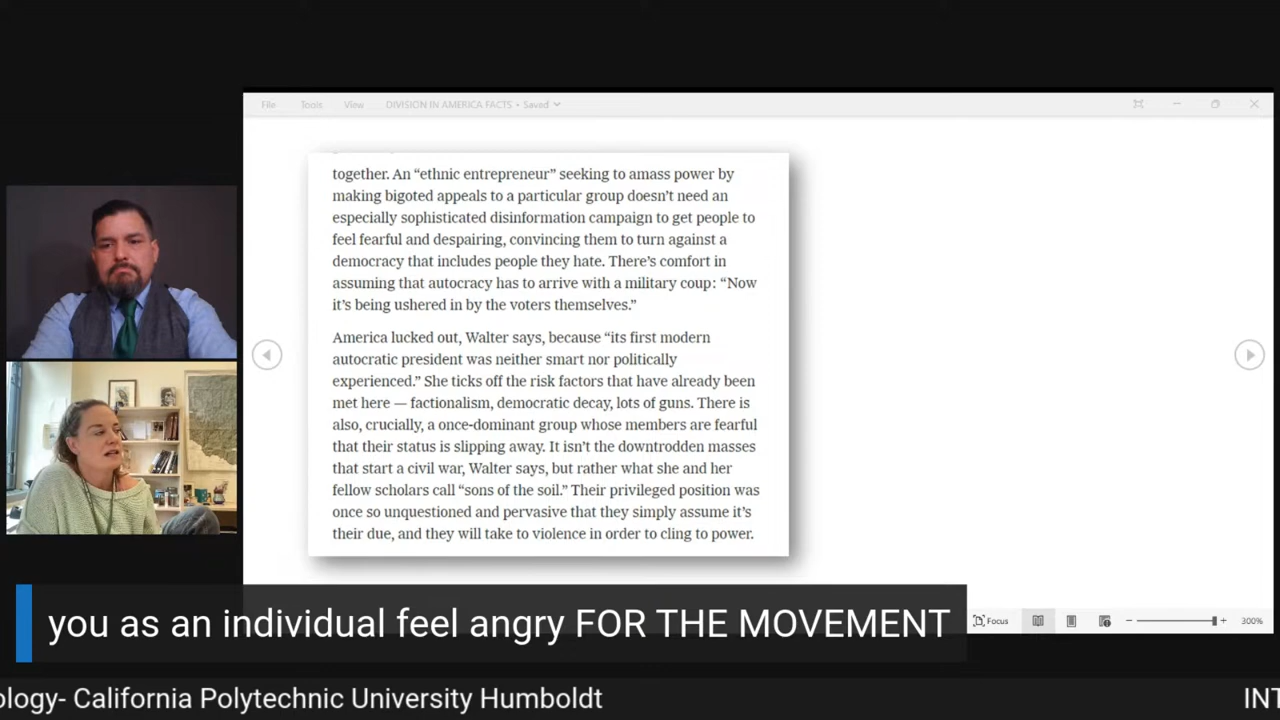 File Tools View DIVISION IN AMERICA FACTS • Saved
together. An “ethnic entrepreneur” seeking to amass power by
making bigoted appeals to a particular group doesn’t need an
especially sophisticated disinformation campaign to get people to
feel fearful and despairing, convincing them to turn against a
democracy that includes people they hate. There’s comfort in
assuming that autocracy has to arrive with a military coup: “Now
it’s being ushered in by the voters themselves.”
America lucked out, Walter says, because “its first modern
autocratic president was neither smart nor politically
experienced.” She ticks off the risk factors that have already been
met here — factionalism, democratic decay, lots of guns. There is
also, crucially, a once-dominant group whose members are fearful
that their status is slipping away. It isn’t the downtrodden masses
that start a civil war, Walter says, but rather what she and her
fellow scholars call “sons of the soil.” Their privileged position was
once so unquestioned and pervasive that they simply assume it’s
their due, and they will take to violence in order to cling to power.
Focus 300%
you as an individual feel angry FOR THE MOVEMENT
ology- California Polytechnic University Humboldt INT